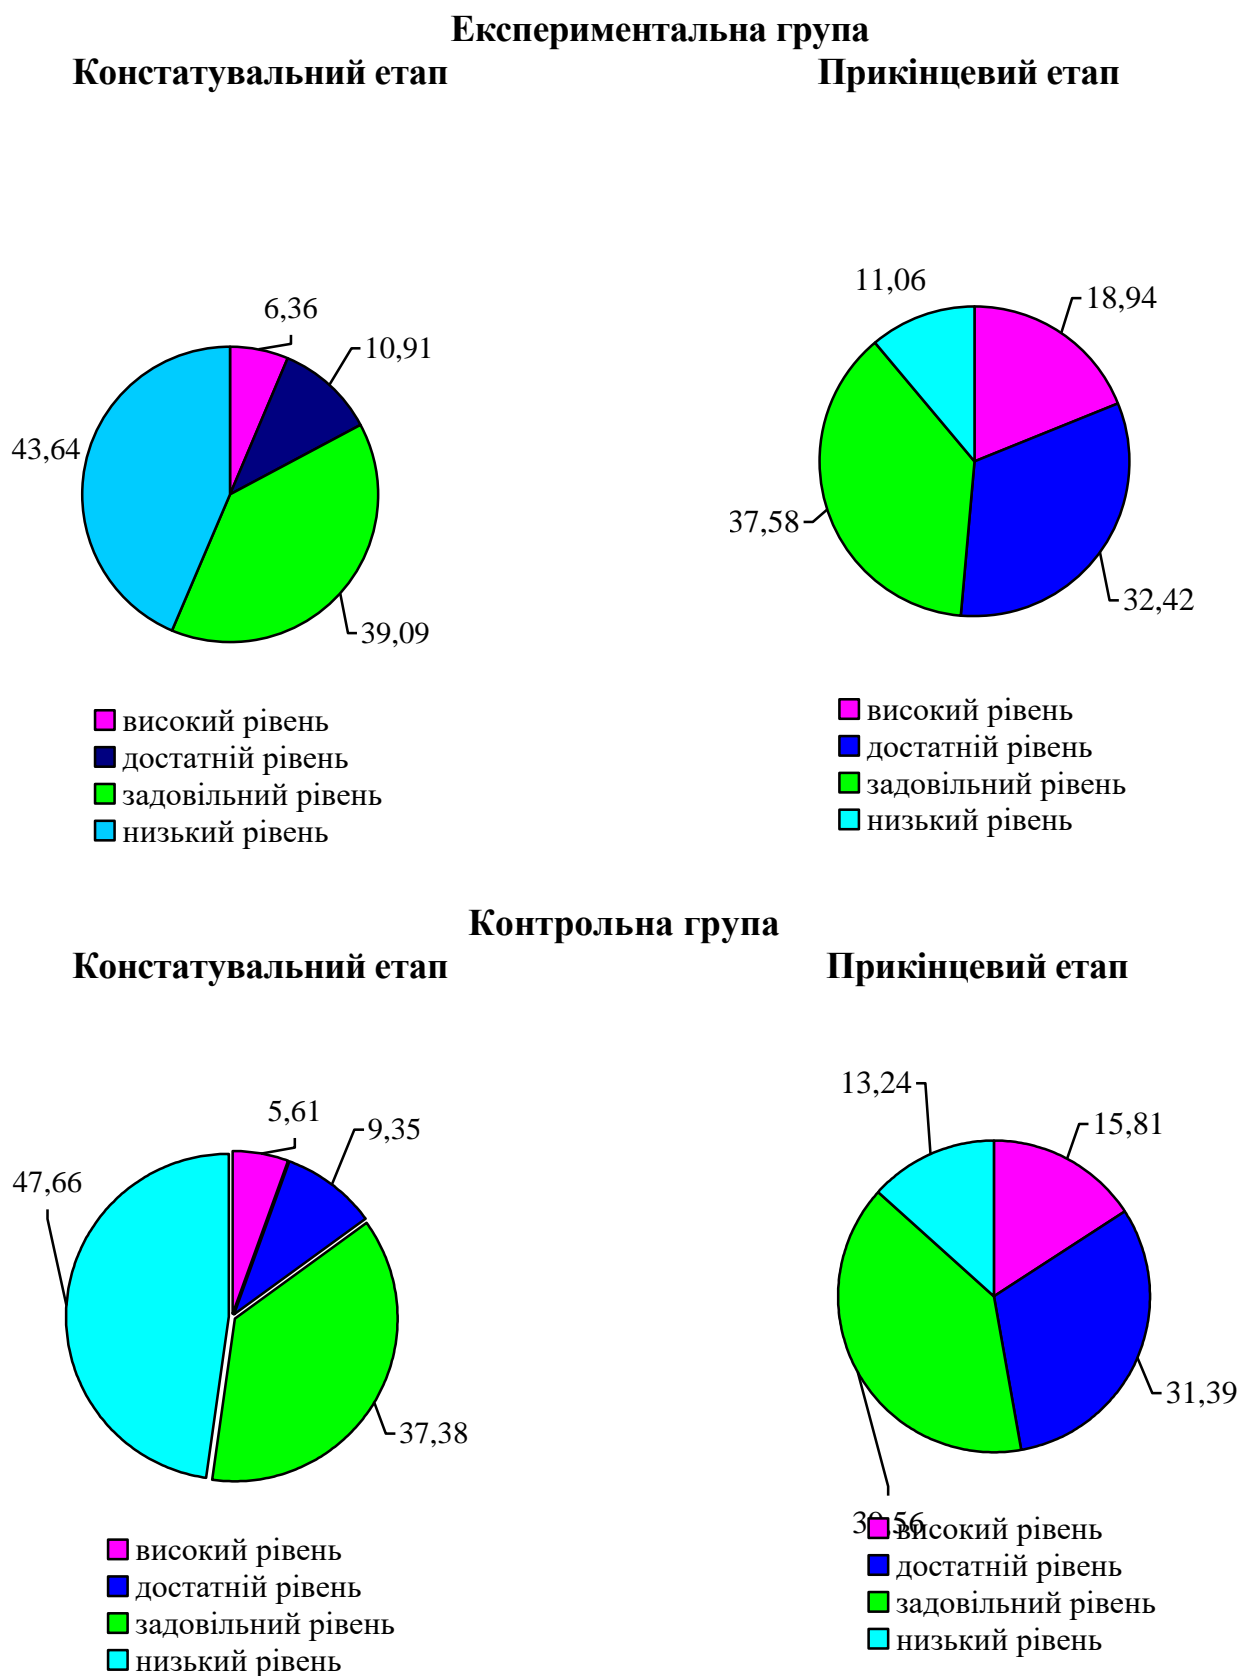 Експериментальна група
Констатувальний етап
Прикінцевий етап
6,36
10,91
43,64
39,09
високий рівень
достатній рівень
задовільний рівень
низький рівень
11,06
18,94
37,58
32,42
високий рівень
достатній рівень
задовільний рівень
низький рівень
Контрольна група
Констатувальний етап
Прикінцевий етап
5,61
9,35
47,66
37,38
високий рівень
достатній рівень
задовільний рівень
низький рівень
13,24
15,81
31,39
високий рівень
достатній рівень
задовільний рівень
низький рівень